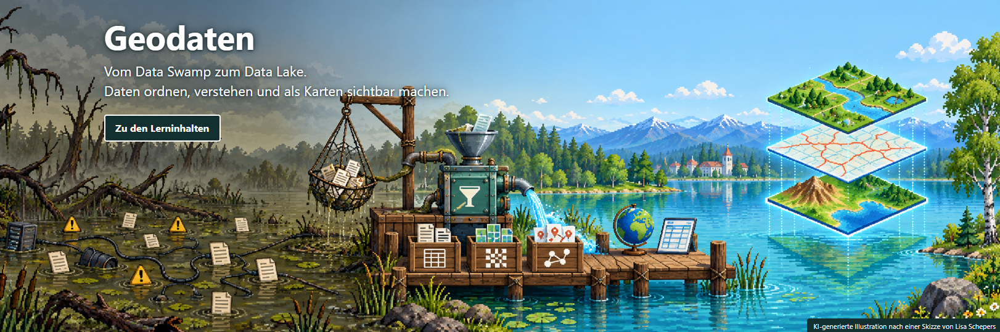 Geodaten
Vom Data Swamp zum Data Lake.
Daten ordnen, verstehen und als Karten sichtbar machen.
Zu den Lerninhalten
KI-generierte Illustration nach einer Skizze von Lisa Schepers